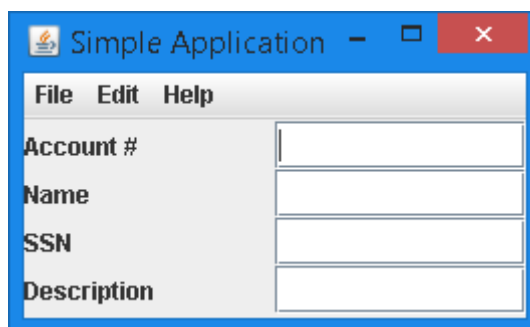 Simple Application
File Edit Help
Account #
Name
SSN
Description